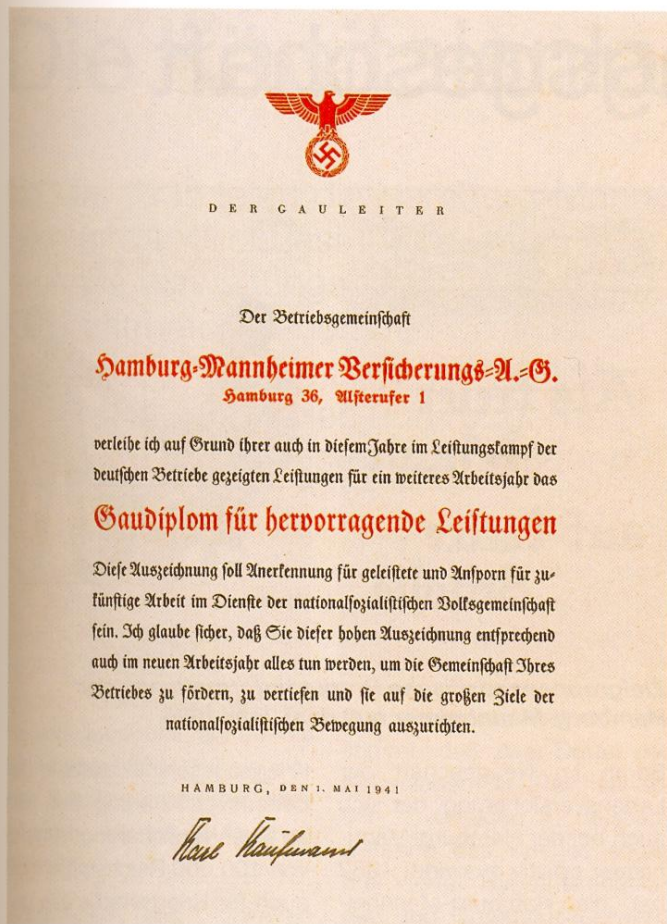 DER GAULEITER
Der Betriebsgemeinschaft
Hamburg-Mannheimer Versicherungs-A.-G.
Hamburg 36, Alsterufer 1
verleihe ich auf Grund ihrer auch in diesem Jahre im Leistungskampf der
deutschen Betriebe gezeigten Leistungen für ein weiteres Arbeitsjahr das
Gaudiplom für hervorragende Leistungen
Diese Auszeichnung soll Anerkennung für geleistete und Ansporn für zu-
künftige Arbeit im Dienste der nationalsozialistischen Volksgemeinschaft
sein. Ich glaube sicher, daß Sie dieser hohen Auszeichnung entsprechend
auch im neuen Arbeitsjahr alles tun werden, um die Gemeinschaft Ihres
Betriebes zu fördern, zu vertiefen und sie auf die großen Ziele der
nationalsozialistischen Bewegung auszurichten.
HAMBURG, DEN 1. MAI 1941
Karl Kaufmann